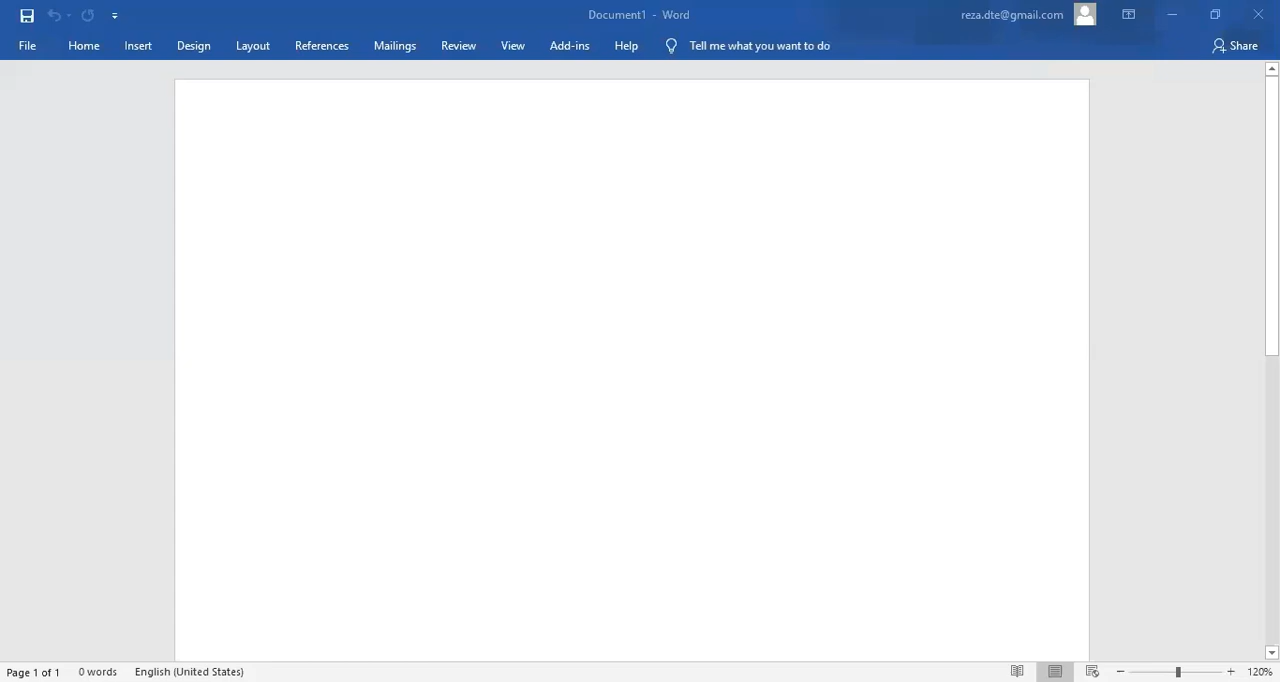 Document1 - Word
reza.dte@gmail.com
File Home Insert Design Layout References Mailings Review View Add-ins Help Tell me what you want to do Share
Page 1 of 1 0 words English (United States) 120%